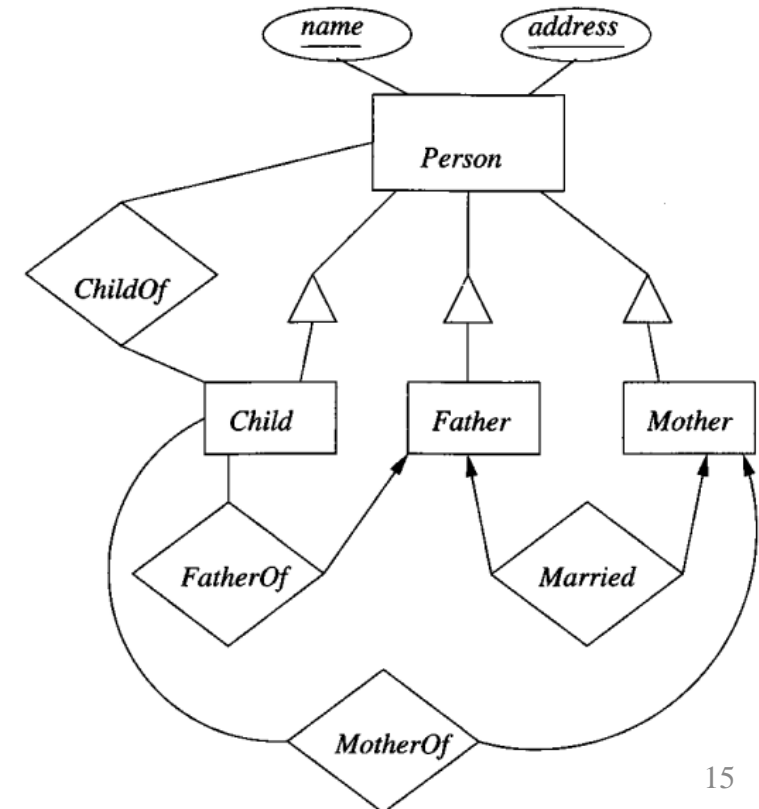 name address
Person
ChildOf
Child Father Mother
FatherOf Married
MotherOf
15